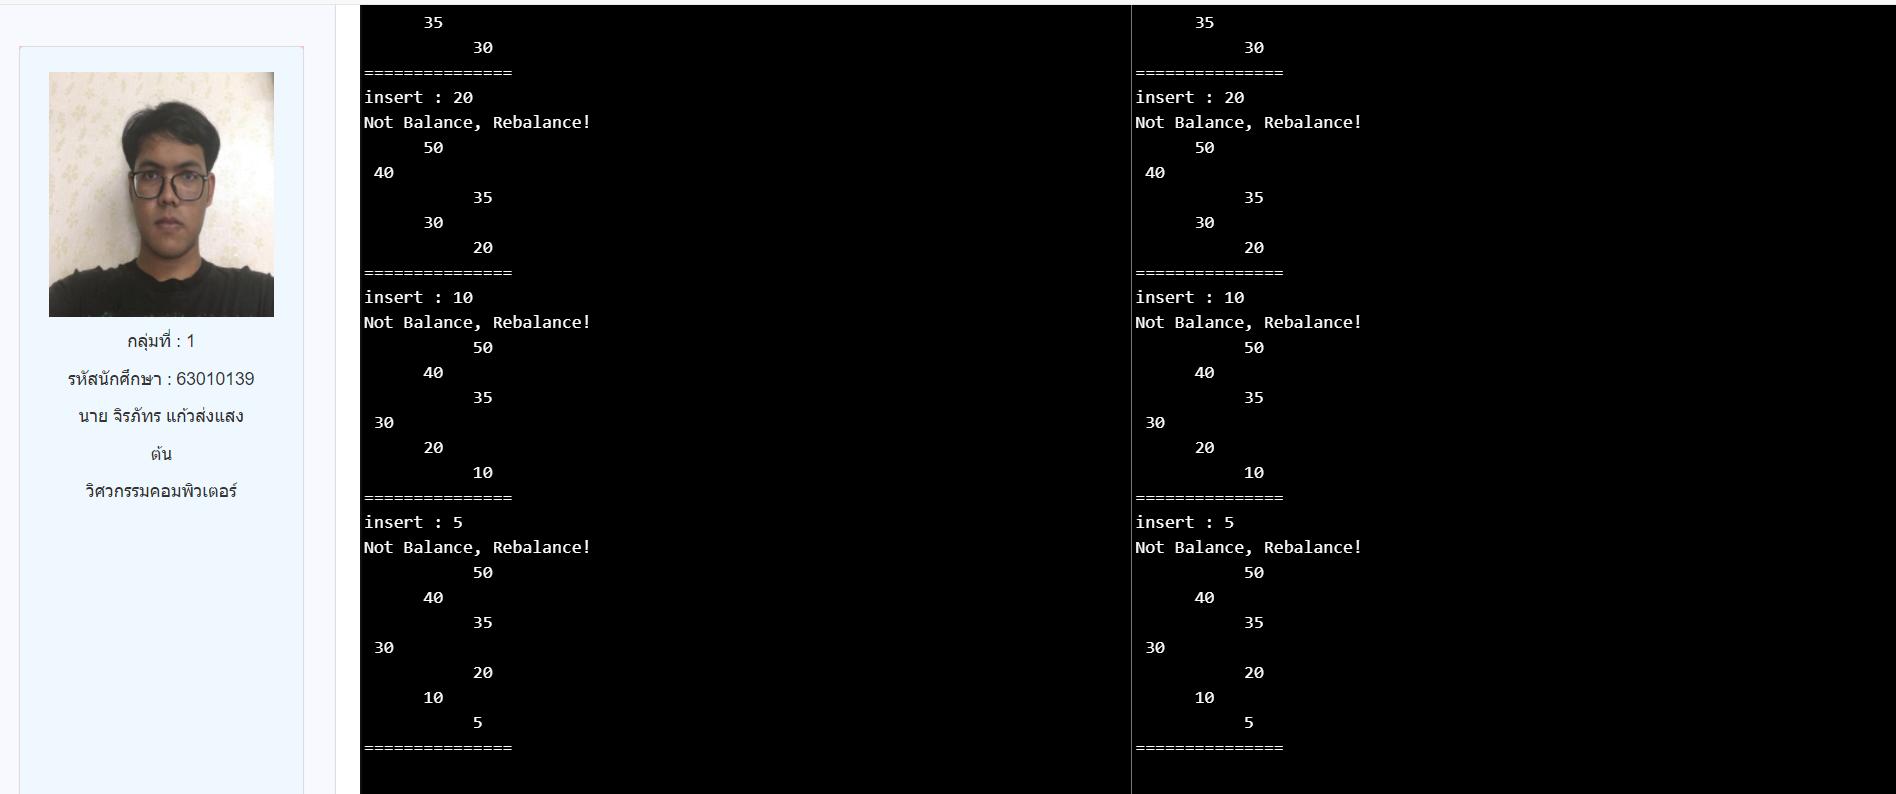 กลุ่มที่ : 1
รหัสนักศึกษา : 63010139
นาย จิรภัทร แก้วส่งแสง
ต้น
วิศวกรรมคอมพิวเตอร์
35
30
===============
insert : 20
Not Balance, Rebalance!
50
40
35
30
20
===============
insert : 10
Not Balance, Rebalance!
50
40
35
30
20
10
===============
insert : 5
Not Balance, Rebalance!
50
40
35
30
20
10
5
===============
35
30
===============
insert : 20
Not Balance, Rebalance!
50
40
35
30
20
===============
insert : 10
Not Balance, Rebalance!
50
40
35
30
20
10
===============
insert : 5
Not Balance, Rebalance!
50
40
35
30
20
10
5
===============